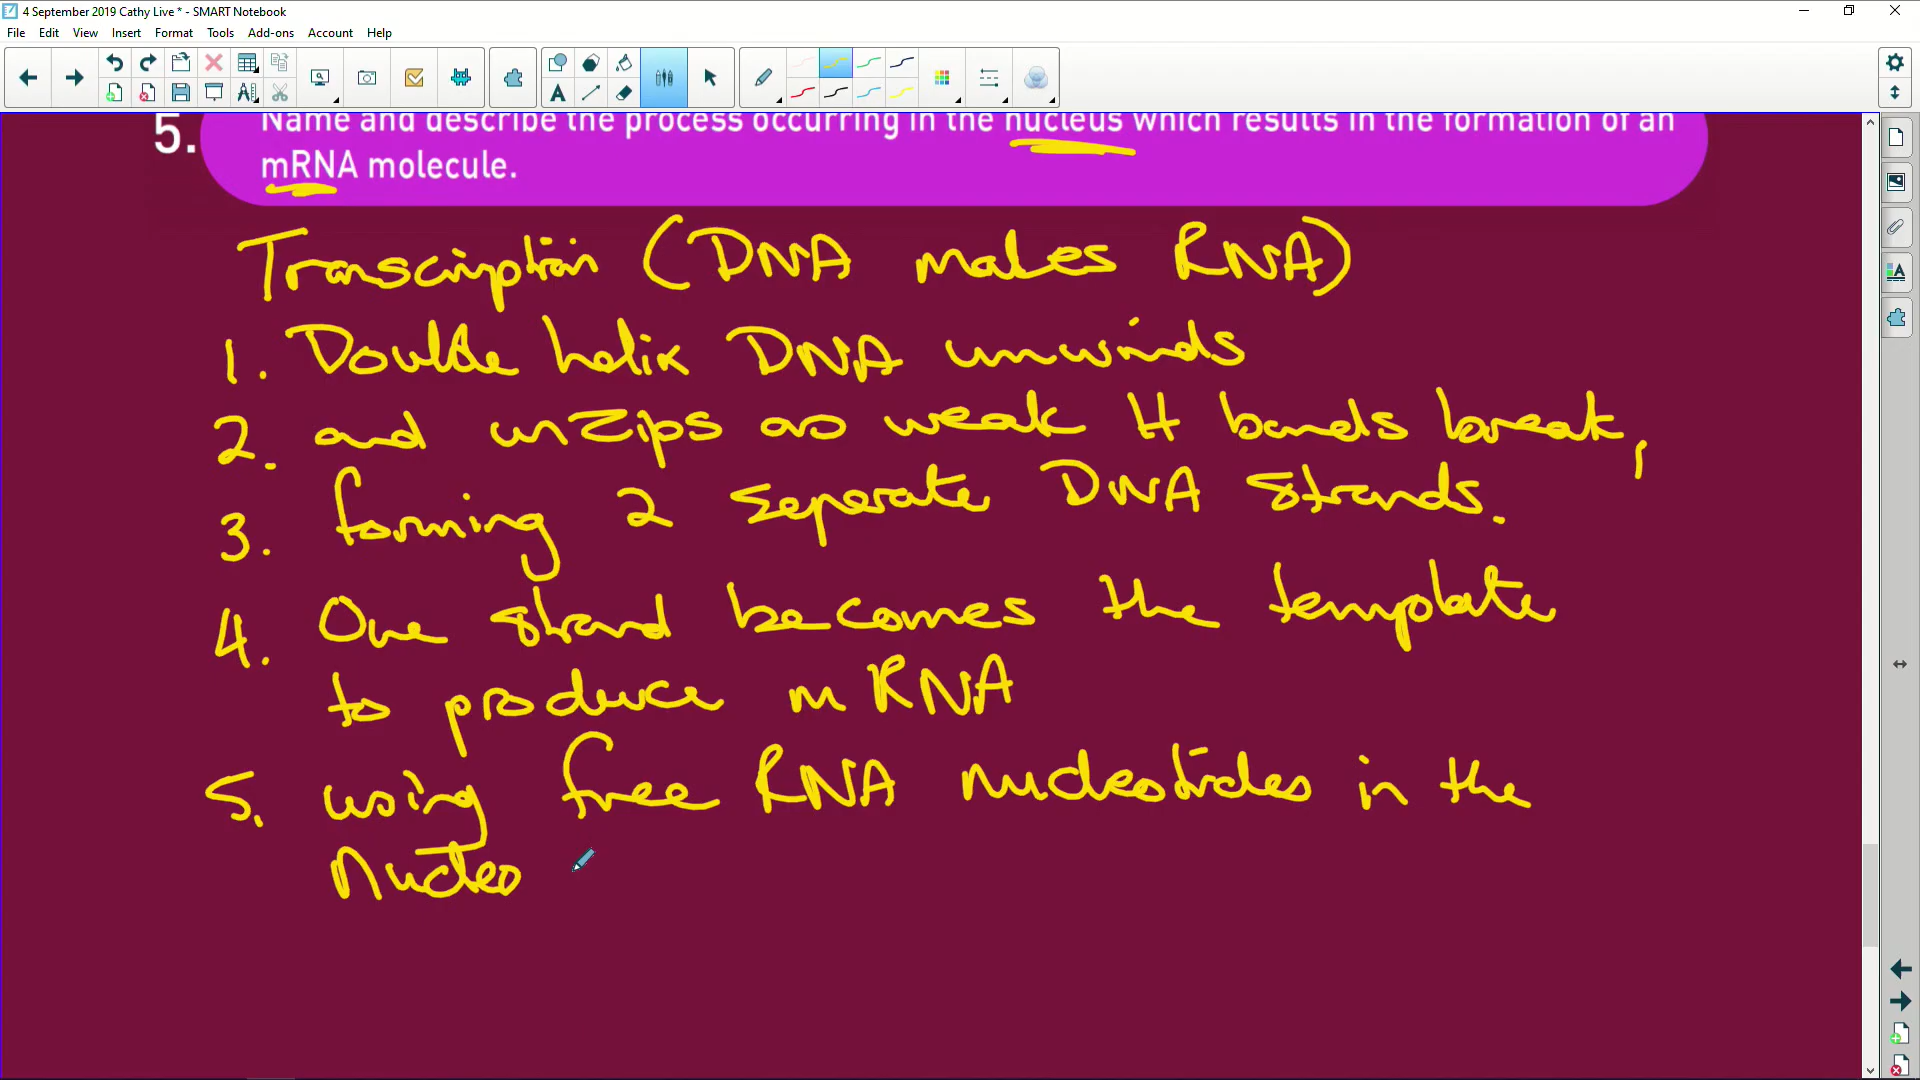 4 September 2019 Cathy Live * - SMART Notebook
File Edit View Insert Format Tools Add-ons Account Help
5. Name and describe the process occurring in the nucleus which results in the formation of an
mRNA molecule.
Transcription (DNA makes RNA)
1. Double helix DNA unwinds
2. and unzips as weak H bonds break,
3. forming 2 seperate DNA strands.
4. One strand becomes the template
to produce mRNA
5. using free RNA nucleotides in the
Nucleo